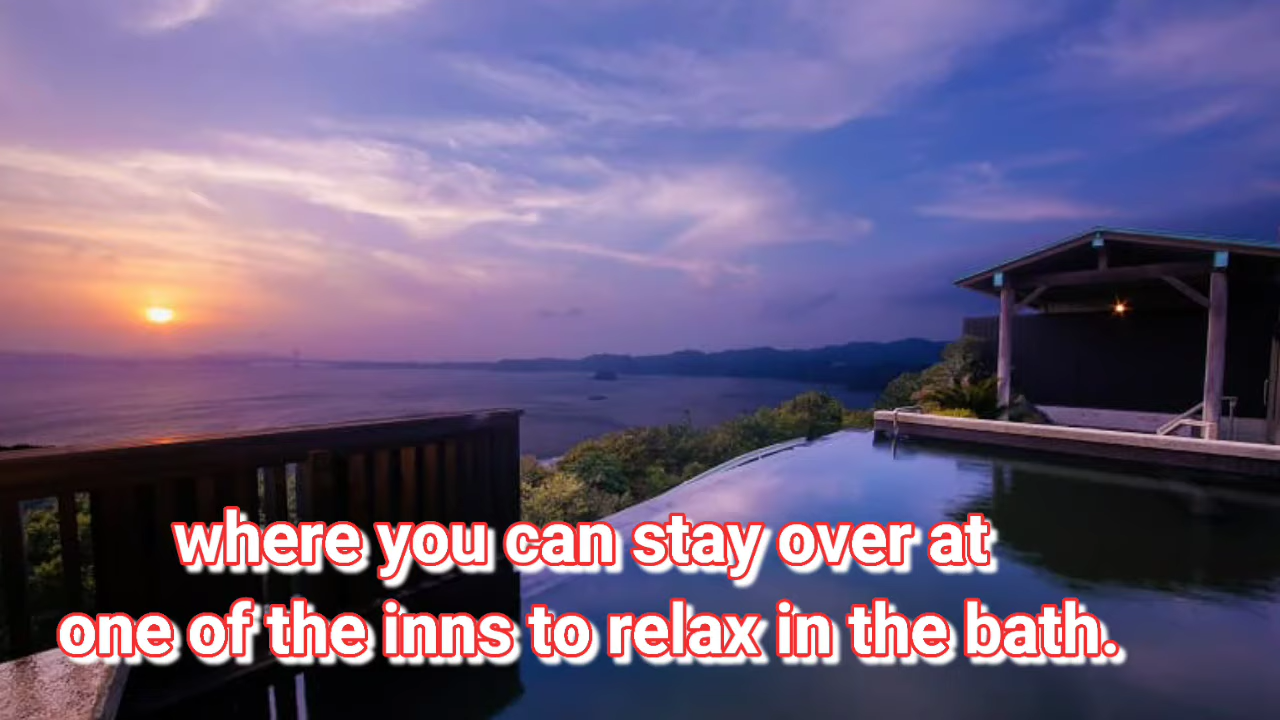 where you can stay over at
one of the inns to relax in the bath.